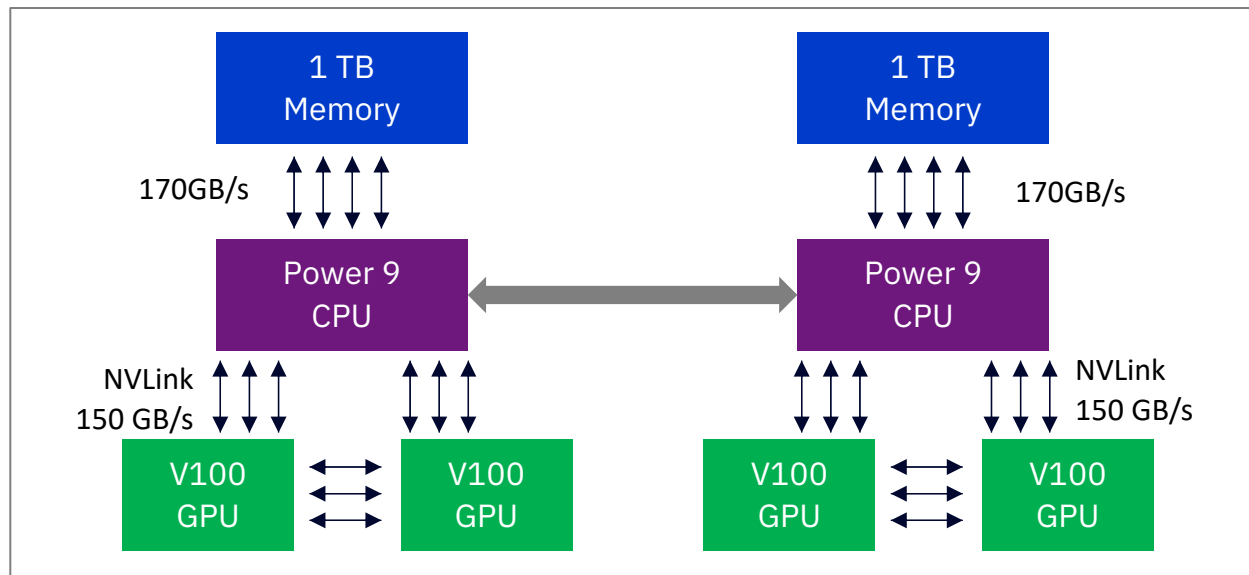 1 TB
Memory
1 TB
Memory
170GB/s
170GB/s
Power 9
CPU
Power 9
CPU
NVLink
150 GB/s
NVLink
150 GB/s
V100
GPU
V100
GPU
V100
GPU
V100
GPU